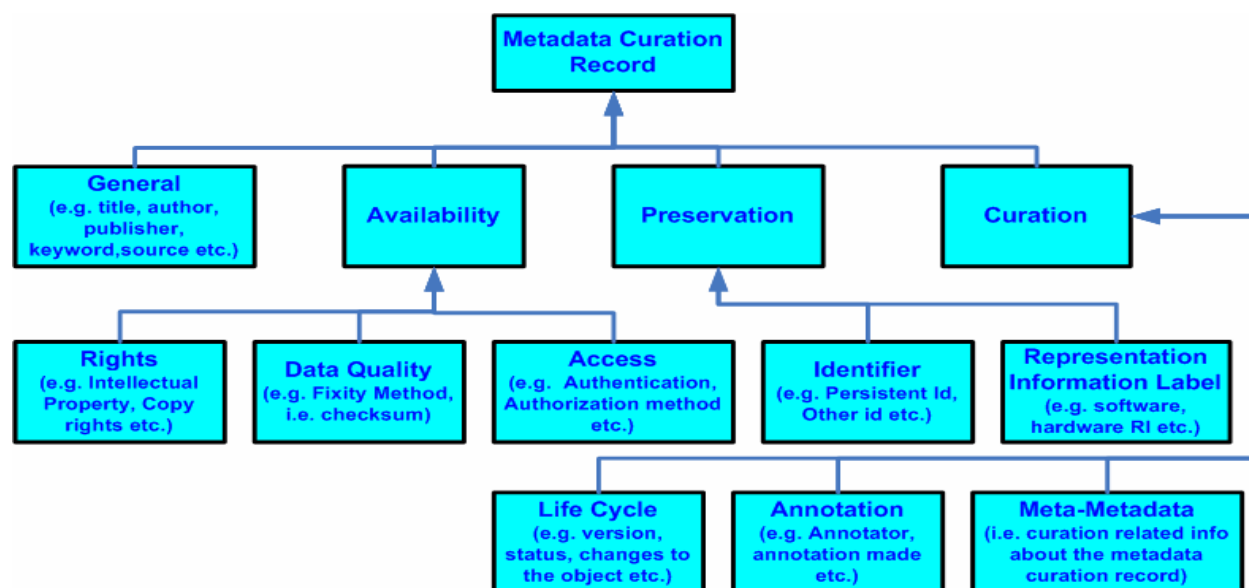 Metadata Curation
Record
General
(e.g. title, author,
publisher,
keyword,source etc.)
Availability
Preservation
Curation
Rights
(e.g. Intellectual
Property, Copy
rights etc.)
Data Quality
(e.g. Fixity Method,
i.e. checksum)
Access
(e.g. Authentication,
Authorization method
etc.)
Identifier
(e.g. Persistent Id,
Other id etc.)
Representation
Information Label
(e.g. software,
hardware RI etc.)
Life Cycle
(e.g. version,
status, changes to
the object etc.)
Annotation
(e.g. Annotator,
annotation made
etc.)
Meta-Metadata
(i.e. curation related info
about the metadata
curation record)